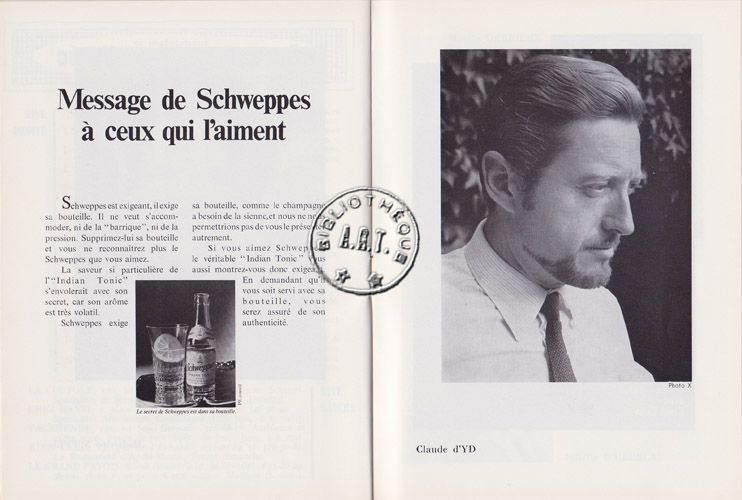 Message de Schweppes
à ceux qui l'aiment
Schweppes est exigeant, il exige
sa bouteille. Il ne veut s'accom-
moder, ni de la "barrique", ni de la
pression. Supprimez-lui sa bouteille
et vous ne reconnaîtrez plus le
Schweppes que vous aimez.
La saveur si particulière de
l'"Indian Tonic"
s'envolerait avec son
secret, car son arôme
est très volatil.
Schweppes exige
sa bouteille, comme le champagne
a besoin de la sienne, et nous ne nous
permettrions pas de vous le présenter
autrement.
Si vous aimez Schweppes
le véritable "Indian Tonic" vous
aussi montrez-vous donc exigeant.
En demandant qu'il
vous soit servi avec sa
bouteille, vous
serez assuré de son
authenticité.
Schweppes
Le secret de Schweppes est dans sa bouteille.
BIBLIOTHÈQUE
A.R.T.
Photo X
Claude d'YD